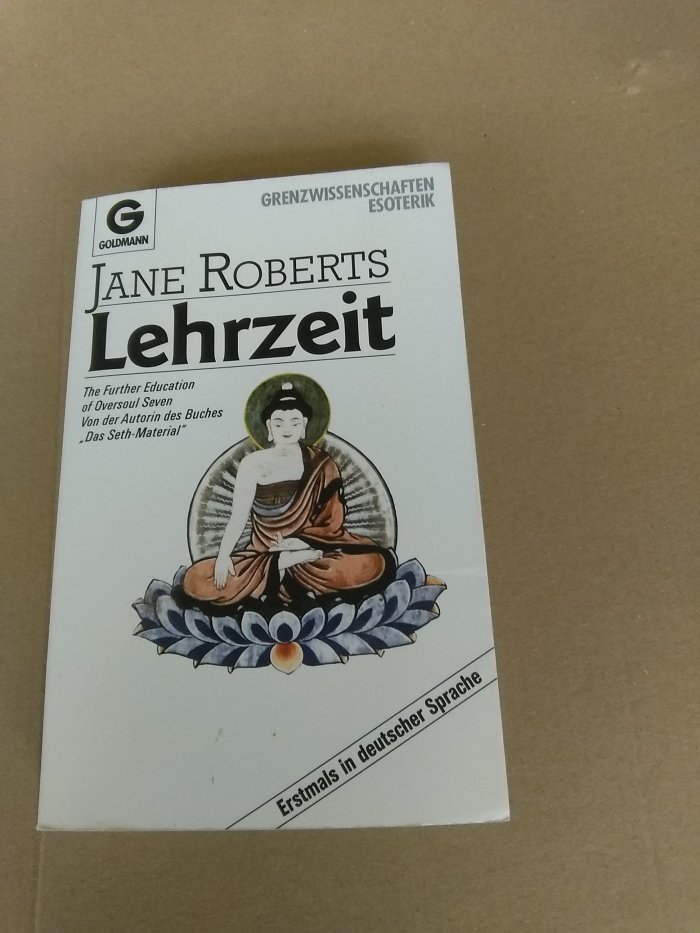 G
GOLDMANN
GRENZWISSENSCHAFTEN
ESOTERIK
JANE ROBERTS
Lehrzeit
The Further Education
of Oversoul Seven
Von der Autorin des Buches
„Das Seth-Material"
Erstmals in deutscher Sprache